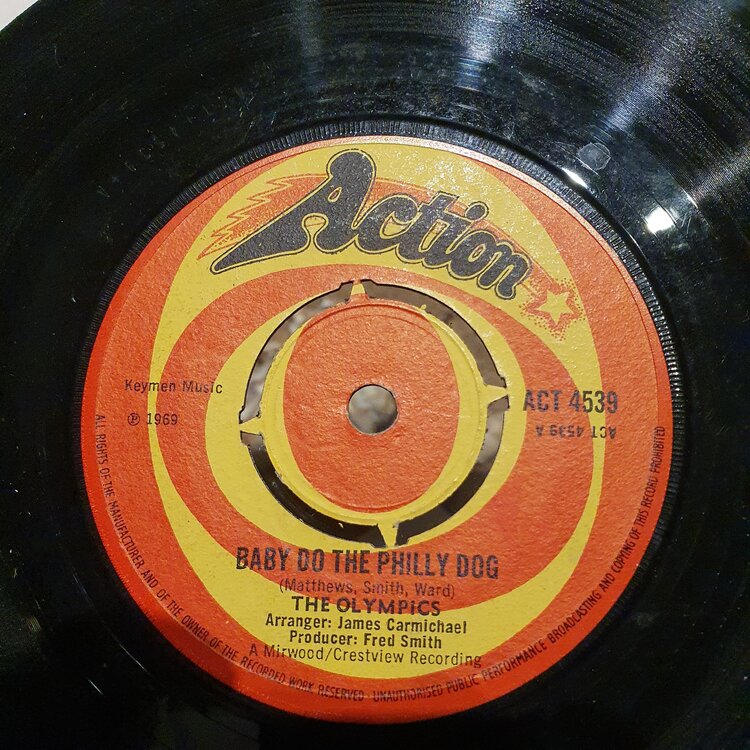 Action
Keymen Music
℗ 1969
ACT 4539
ACT 4539 A
BABY DO THE PHILLY DOG
(Matthews, Smith, Ward)
THE OLYMPICS
Arranger: James Carmichael
Producer: Fred Smith
A Mirwood/Crestview Recording
ALL RIGHTS OF THE MANUFACTURER AND OF THE OWNER OF THE RECORDED WORK RESERVED · UNAUTHORISED PUBLIC PERFORMANCE BROADCASTING AND COPYING OF THIS RECORD PROHIBITED